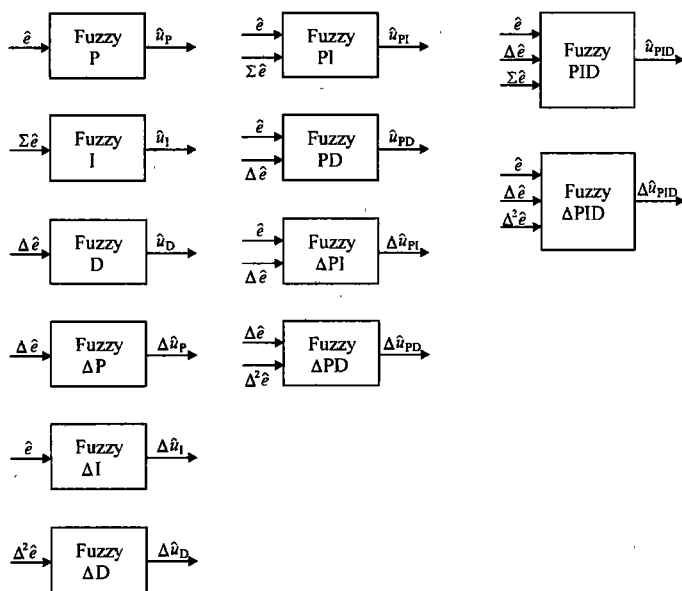 ê Fuzzy P û_P
Σê Fuzzy I û_I
Δê Fuzzy D û_D
Δê Fuzzy ΔP Δû_P
ê Fuzzy ΔI Δû_I
Δ²ê Fuzzy ΔD Δû_D
ê Σê Fuzzy PI û_PI
ê Δê Fuzzy PD û_PD
ê Δê Fuzzy ΔPI Δû_PI
Δê Δ²ê Fuzzy ΔPD Δû_PD
ê Δê Σê Fuzzy PID û_PID
ê Δê Δ²ê Fuzzy ΔPID Δû_PID